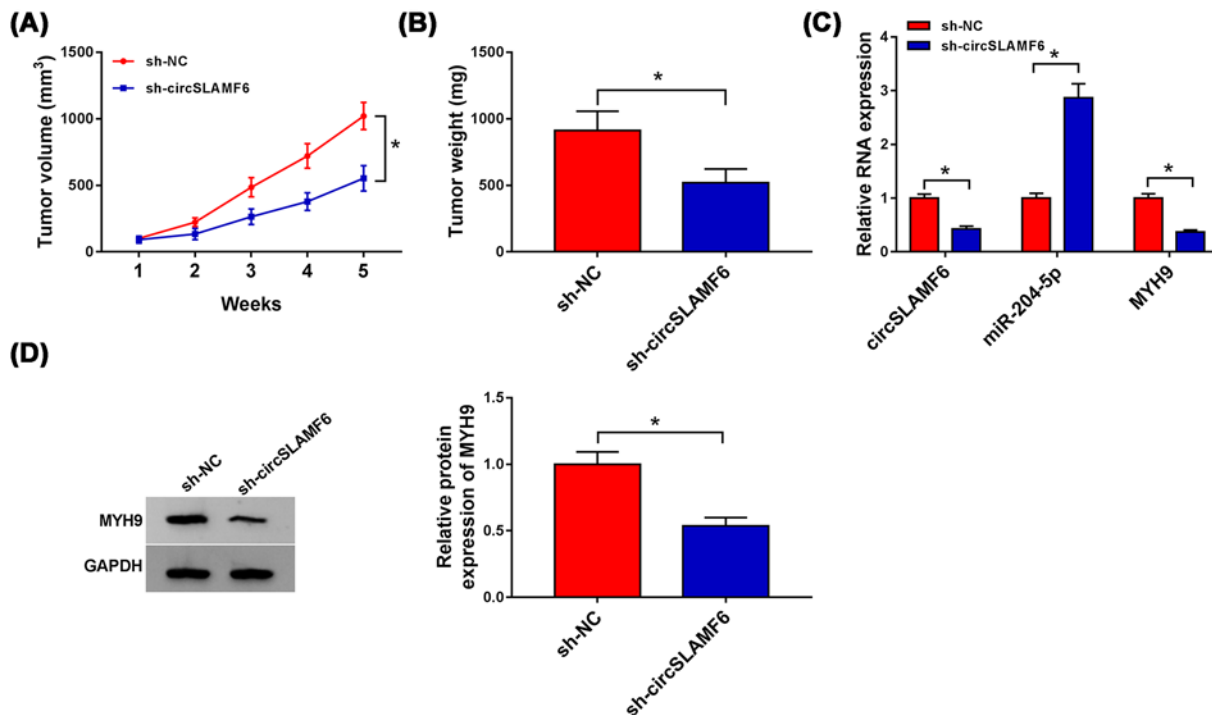 (A)
sh-NC
sh-circSLAMF6
Tumor volume (mm³)
1500
1000
500
0
*
1 2 3 4 5
Weeks
(B)
Tumor weight (mg)
1500
1000
500
0
*
sh-NC
sh-circSLAMF6
(C)
sh-NC
sh-circSLAMF6
Relative RNA expression
4
3
2
1
0
*
*
*
circSLAMF6
miR-204-5p
MYH9
(D)
sh-NC
sh-circSLAMF6
MYH9
GAPDH
Relative protein
expression of MYH9
1.5
1.0
0.5
0.0
*
sh-NC
sh-circSLAMF6